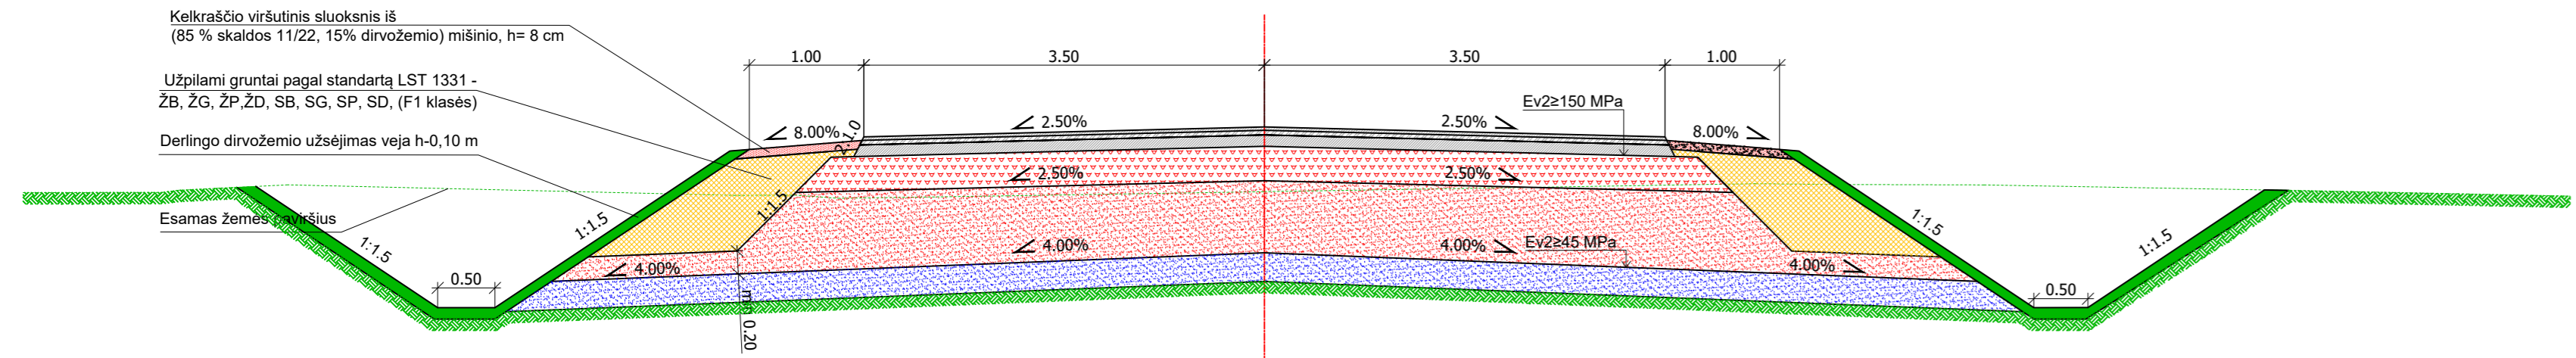 Kelkraščio viršutinis sluoksnis iš
(85 % skaldos 11/22, 15% dirvožemio) mišinio, h= 8 cm
Užpilami gruntai pagal standartą LST 1331 -
ŽB, ŽG, ŽP,ŽD, SB, SG, SP, SD, (F1 klasės)
Derlingo dirvožemio užsėjimas veja h-0,10 m
Esamas žemės paviršius
1.00
3.50
3.50
1.00
8.00%
2:1.0
2.50%
2.50%
Ev2≥150 MPa
8.00%
2.50%
2.50%
1:1.5
1:1.5
1:1.5
1:1.5
1:1.5
4.00%
4.00%
Ev2≥45 MPa
4.00%
4.00%
0.50
0.50
min 0.20